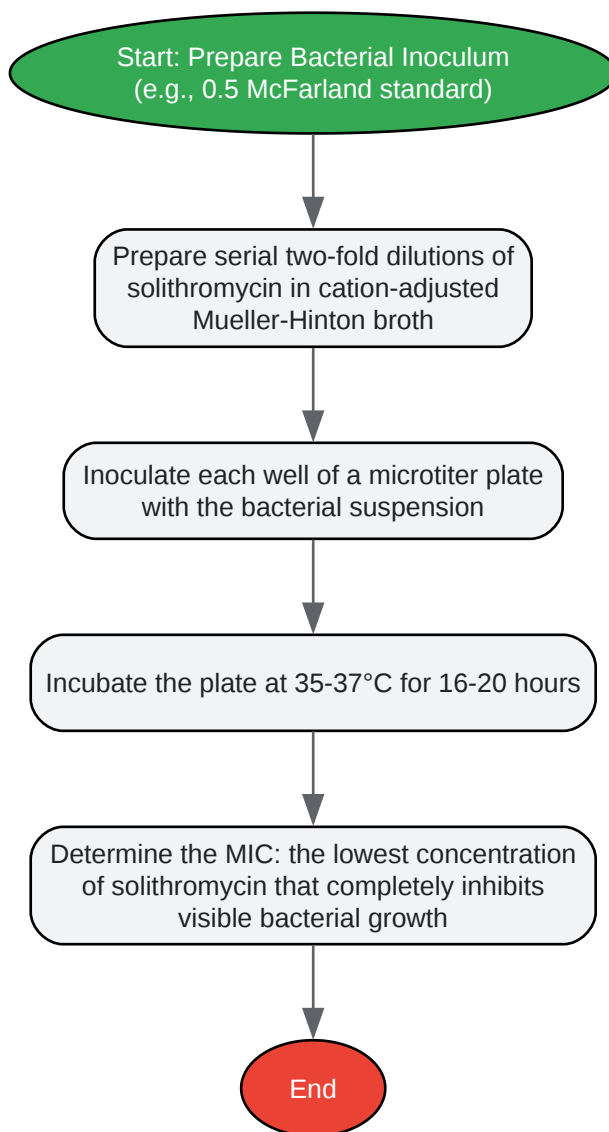 Start: Prepare Bacterial Inoculum
(e.g., 0.5 McFarland standard)
Prepare serial two-fold dilutions of
solithromycin in cation-adjusted
Mueller-Hinton broth
Inoculate each well of a microtiter plate
with the bacterial suspension
Incubate the plate at 35-37°C for 16-20 hours
Determine the MIC: the lowest concentration
of solithromycin that completely inhibits
visible bacterial growth
End